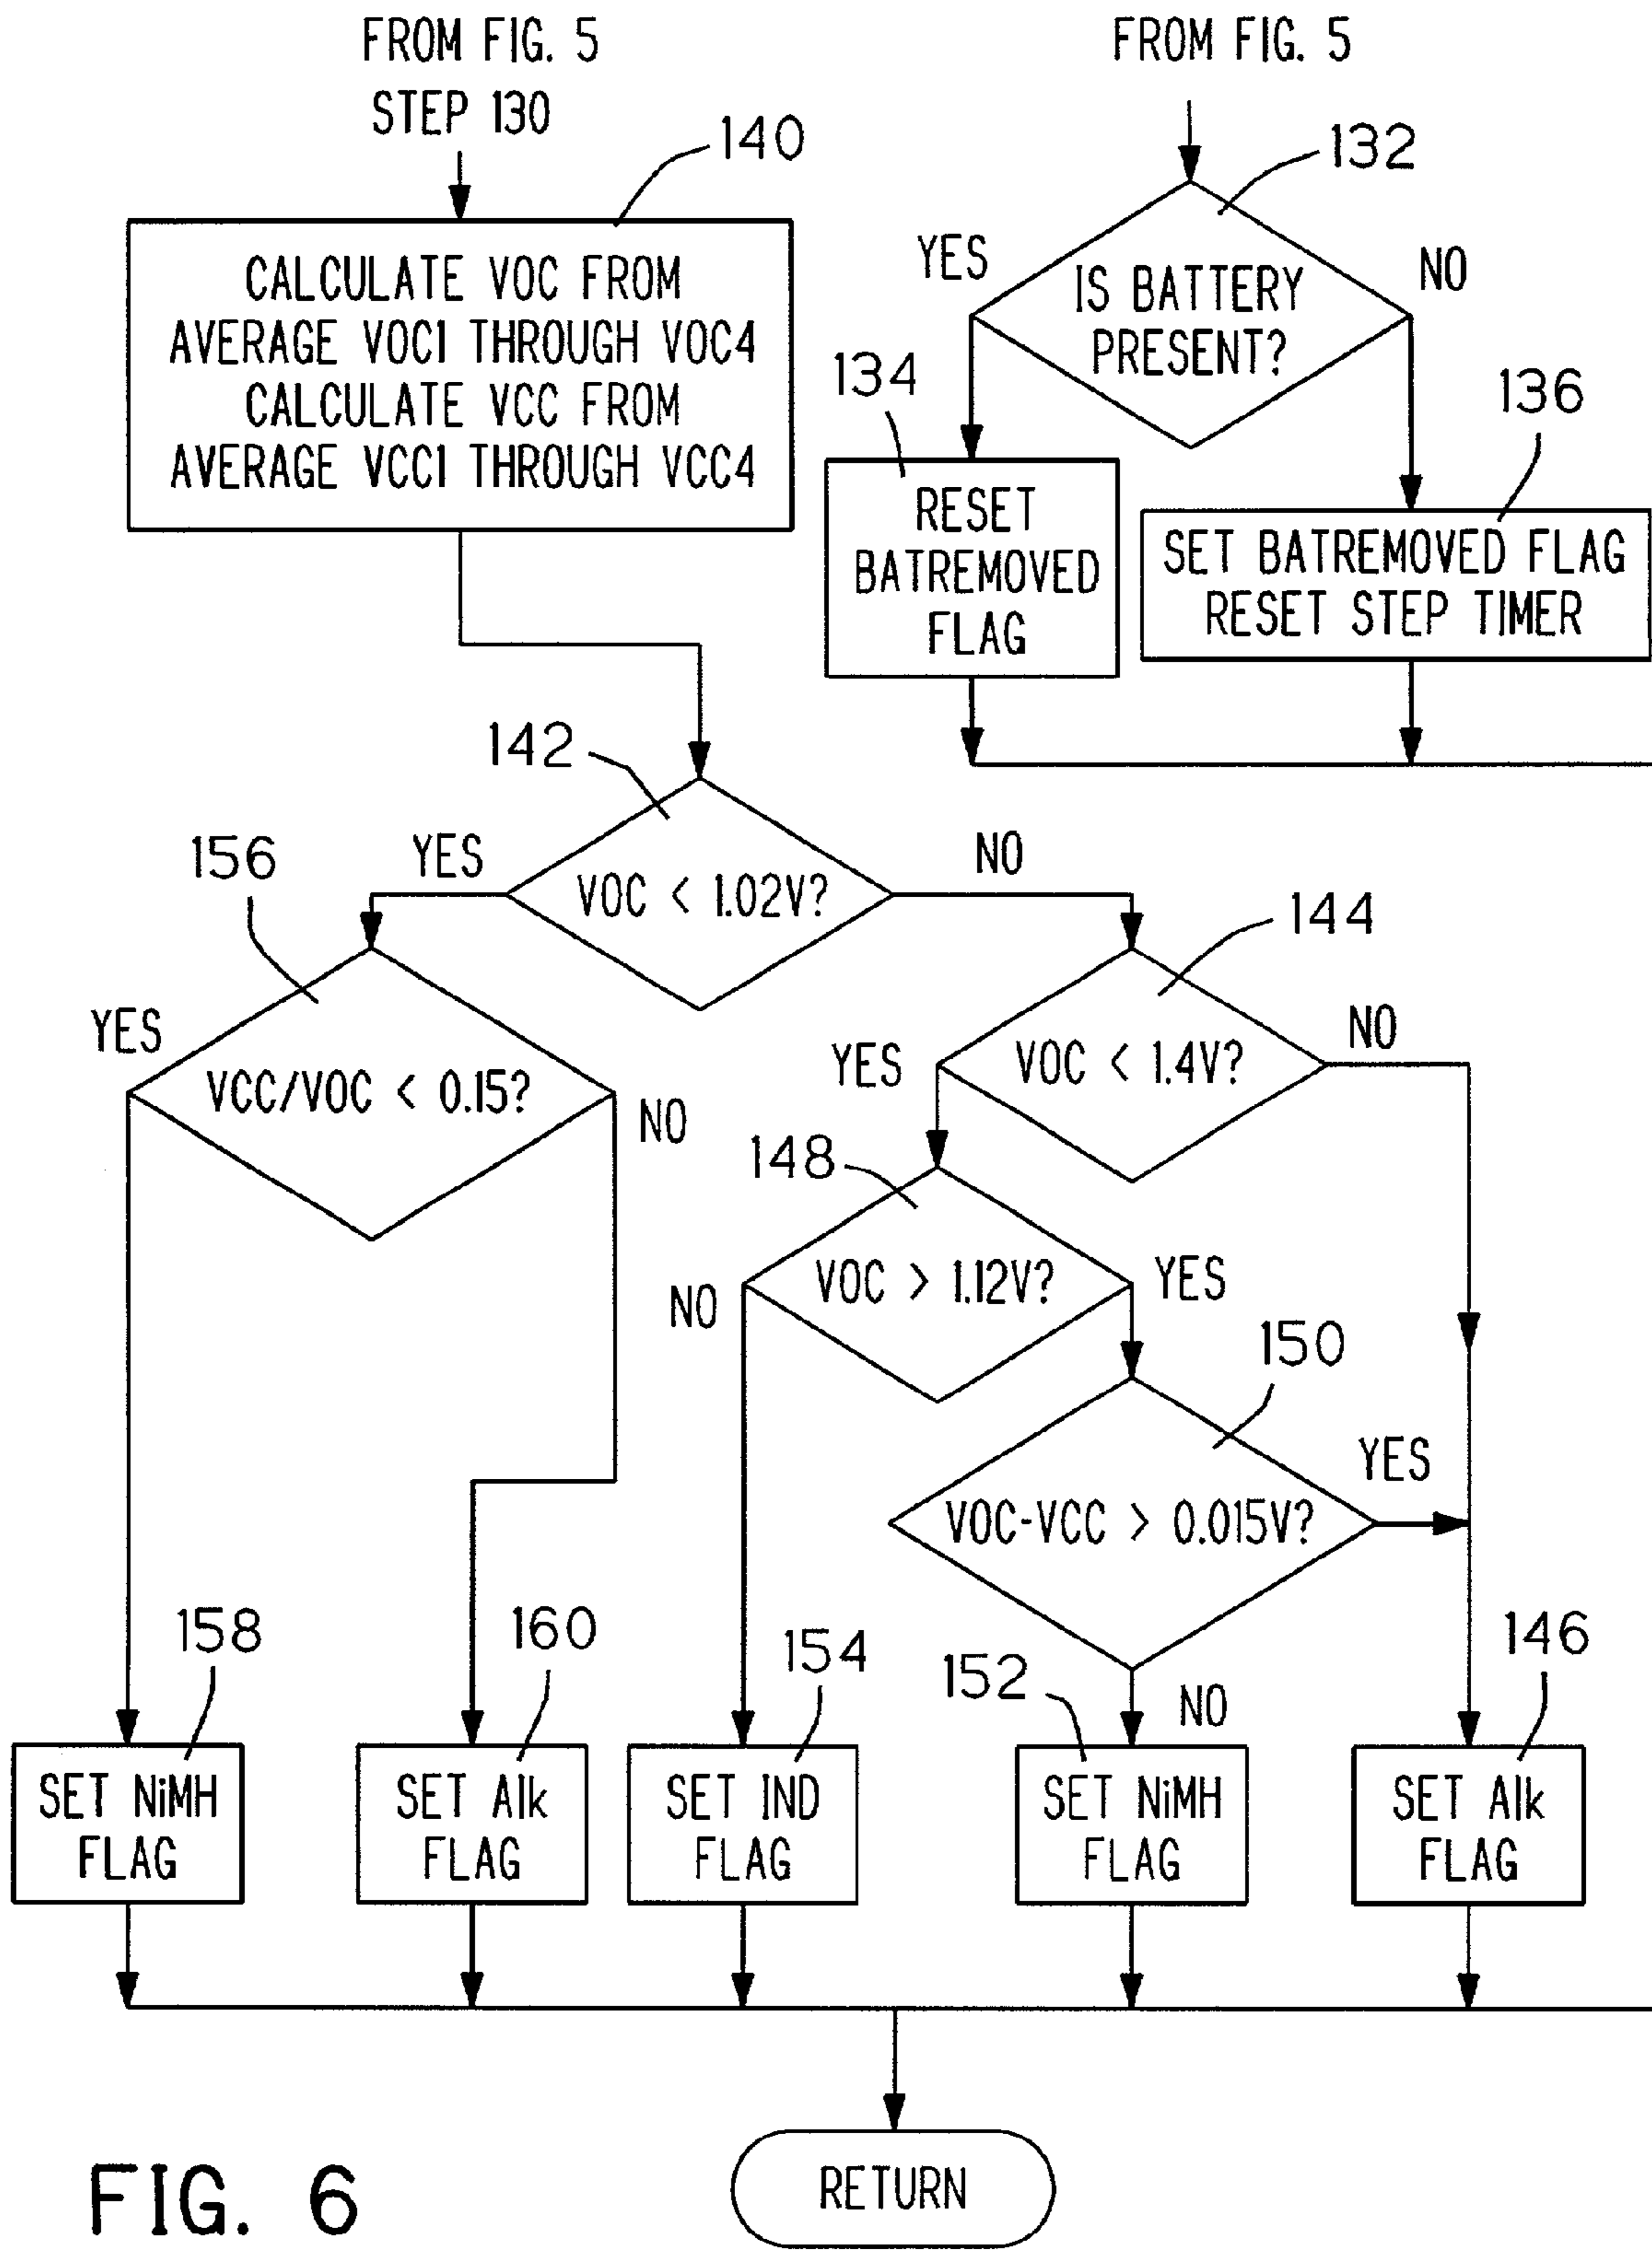 FROM FIG. 5
STEP 130
140
CALCULATE VOC FROM
AVERAGE VOC1 THROUGH VOC4
CALCULATE VCC FROM
AVERAGE VCC1 THROUGH VCC4
FROM FIG. 5
132
YES
IS BATTERY
PRESENT?
NO
134
RESET
BATREMOVED
FLAG
136
SET BATREMOVED FLAG
RESET STEP TIMER
142
YES
VOC < 1.02V?
NO
156
YES
VCC/VOC < 0.15?
NO
144
YES
VOC < 1.4V?
NO
148
NO
VOC > 1.12V?
YES
150
VOC-VCC > 0.015V?
YES
NO
158
SET NiMH
FLAG
160
SET Alk
FLAG
154
SET IND
FLAG
152
SET NiMH
FLAG
146
SET Alk
FLAG
RETURN
FIG. 6